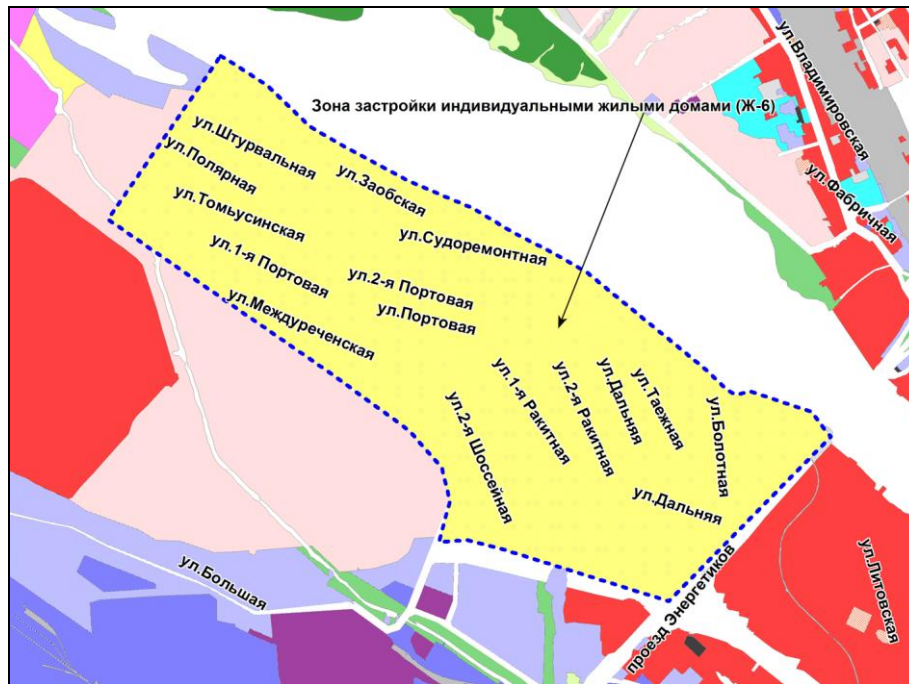 ул.Владимировская
Зона застройки индивидуальными жилыми домами (Ж-6)
ул.Штурвальная
ул.Полярная
ул.Заобская
ул.Фабричная
ул.Томьусинская
ул.Судоремонтная
ул.1-я Портовая
ул.2-я Портовая
ул.Портовая
ул.Междуреченская
ул.1-я Ракитная
ул.2-я Ракитная
ул.Дальняя
ул.Таежная
ул.2-я Шоссейная
ул.Болотная
ул.Дальняя
ул.Большая
проезд Энергетиков
ул.Литовская